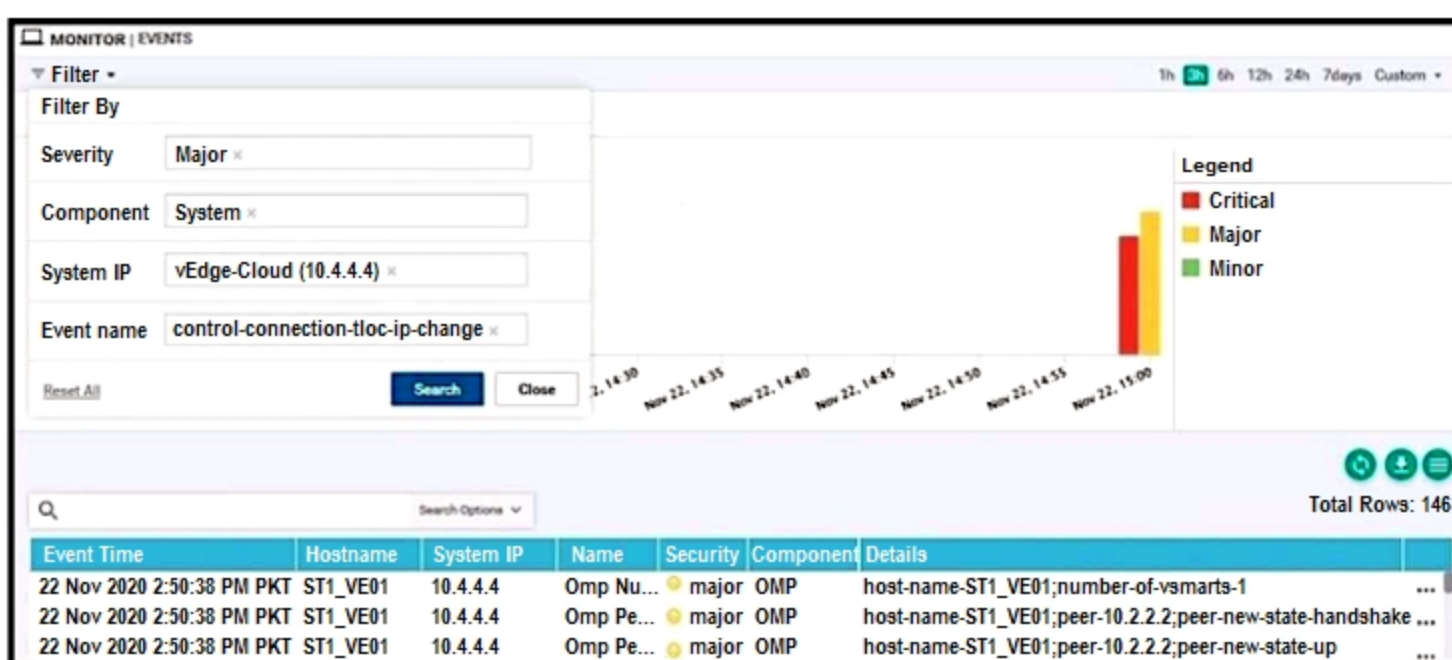 MONITOR | EVENTS
Filter
1h 3h 6h 12h 24h 7days Custom
Filter By
Severity Major ×
Component System ×
System IP vEdge-Cloud (10.4.4.4) ×
Event name control-connection-tloc-ip-change ×
Reset All Search Close
Legend
Critical
Major
Minor
2, 14:30 Nov 22, 14:35 Nov 22, 14:40 Nov 22, 14:45 Nov 22, 14:50 Nov 22, 14:55 Nov 22, 15:00
Search Options
Total Rows: 146
Event Time Hostname System IP Name Security Component Details
22 Nov 2020 2:50:38 PM PKT ST1_VE01 10.4.4.4 Omp Nu... major OMP host-name-ST1_VE01;number-of-vsmarts-1 ...
22 Nov 2020 2:50:38 PM PKT ST1_VE01 10.4.4.4 Omp Pe... major OMP host-name-ST1_VE01;peer-10.2.2.2;peer-new-state-handshake ...
22 Nov 2020 2:50:38 PM PKT ST1_VE01 10.4.4.4 Omp Pe... major OMP host-name-ST1_VE01;peer-10.2.2.2;peer-new-state-up ...